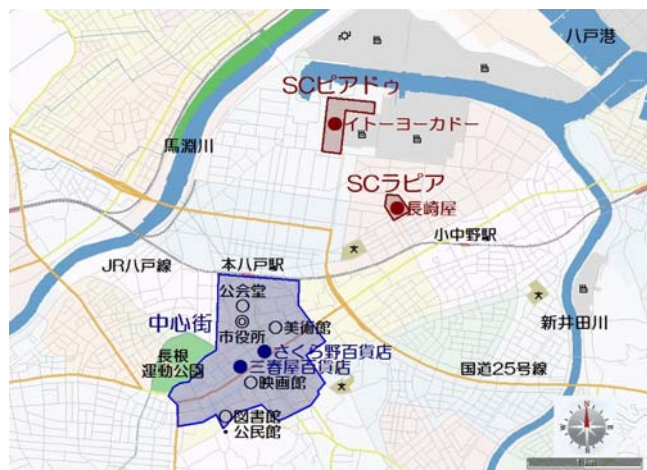 八戸港
SCピアドゥ
イトーヨーカドー
馬淵川
SCラピア
長崎屋
小中野駅
JR八戸線
本八戸駅
公会堂
美術館
中心街
市役所
新井田川
さくら野百貨店
長根
運動公園
三春屋百貨店
国道25号線
映画館
図書館
公民館
N
W
E
S